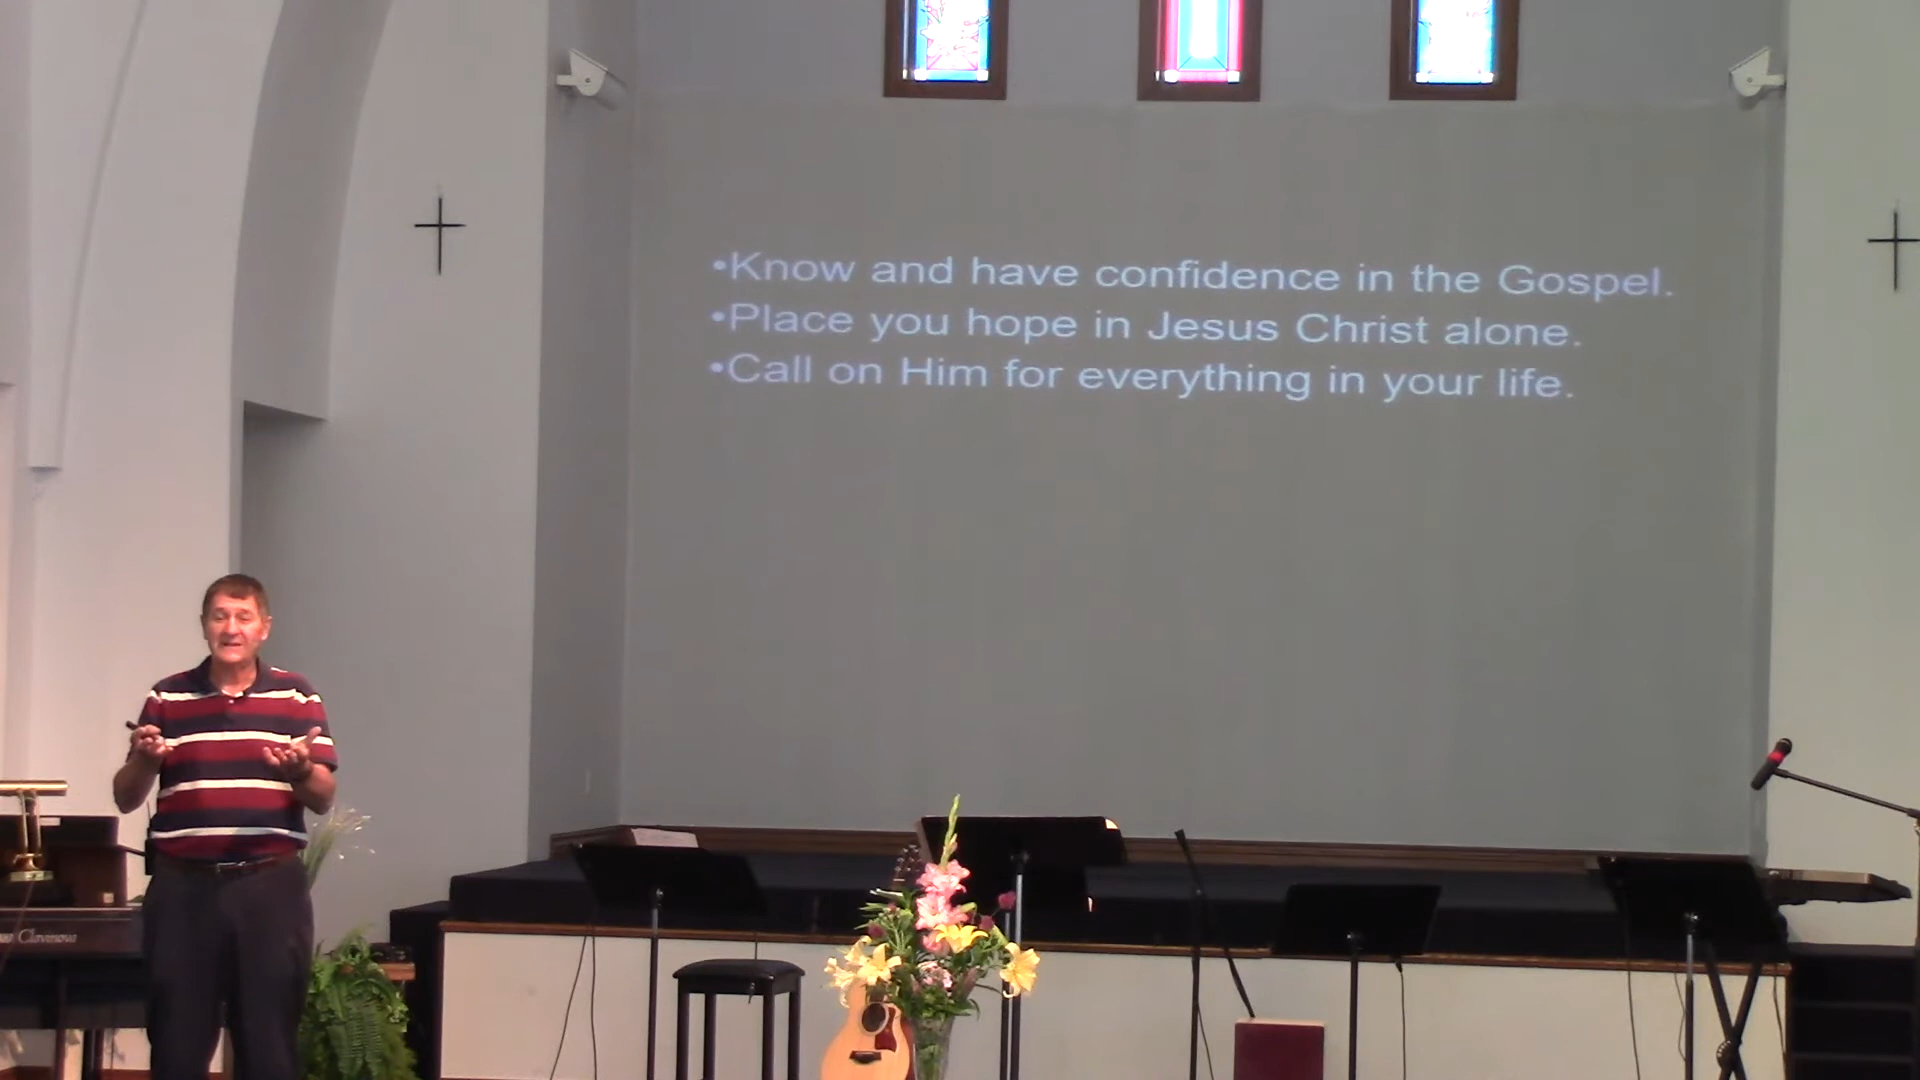 •Know and have confidence in the Gospel.
•Place you hope in Jesus Christ alone.
•Call on Him for everything in your life.
Clavinova